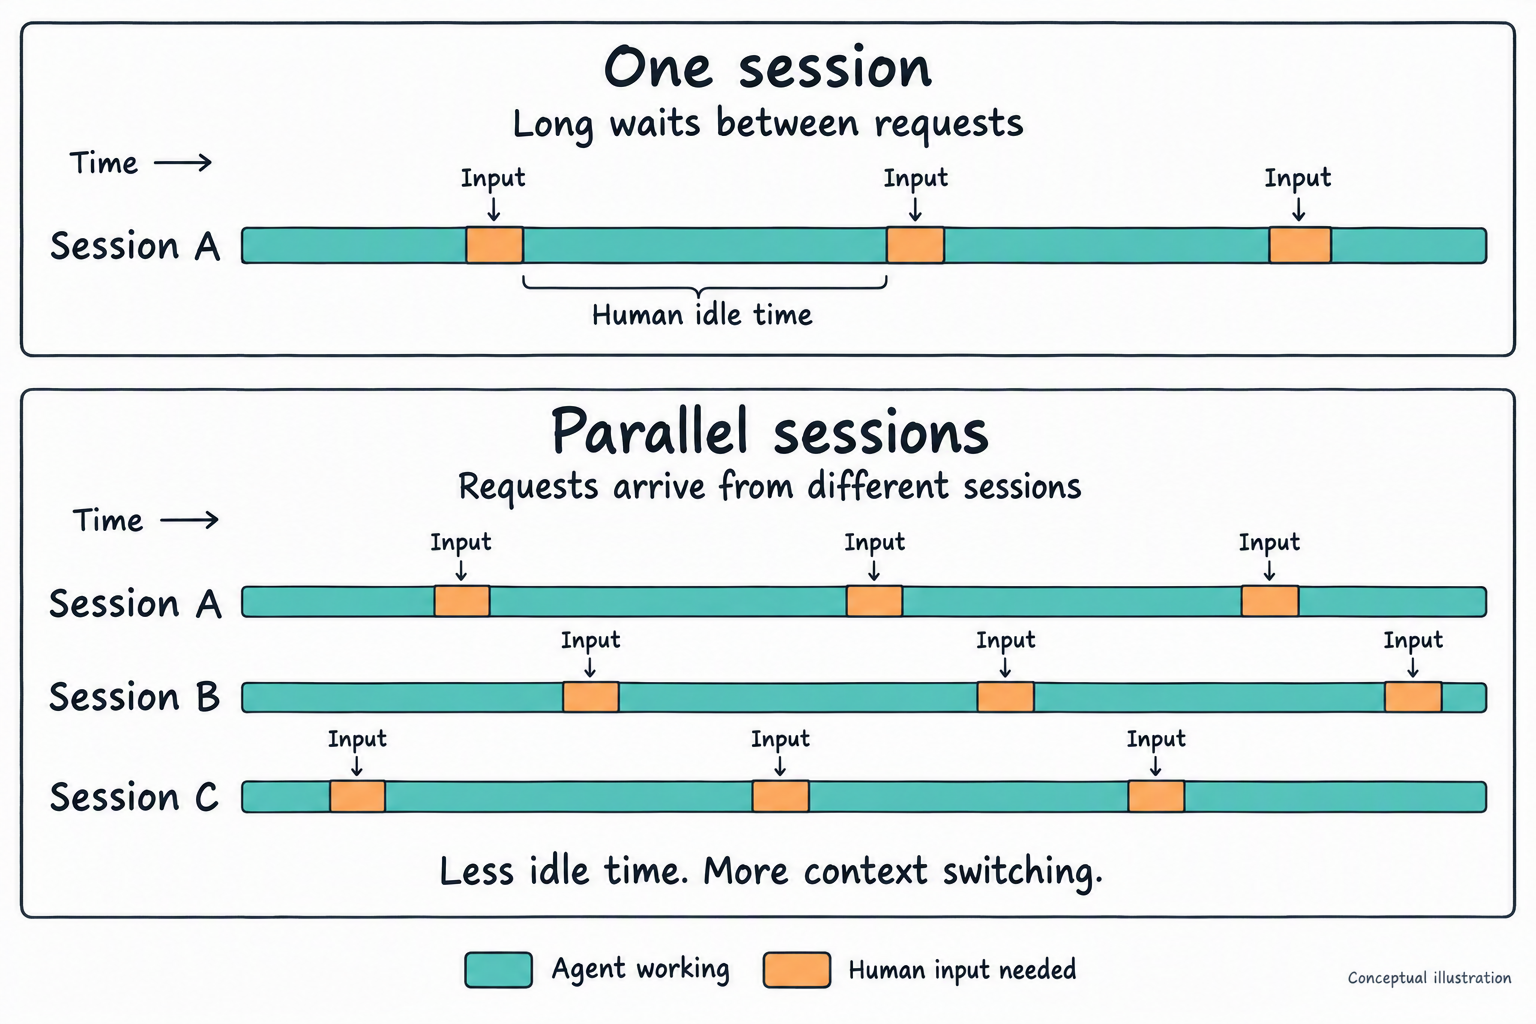 One session
Long waits between requests
Time
Input Input Input
Session A
Human idle time
Parallel sessions
Requests arrive from different sessions
Time
Input Input Input
Session A
Input Input Input
Session B
Input Input Input
Session C
Less idle time. More context switching.
Agent working Human input needed
Conceptual illustration